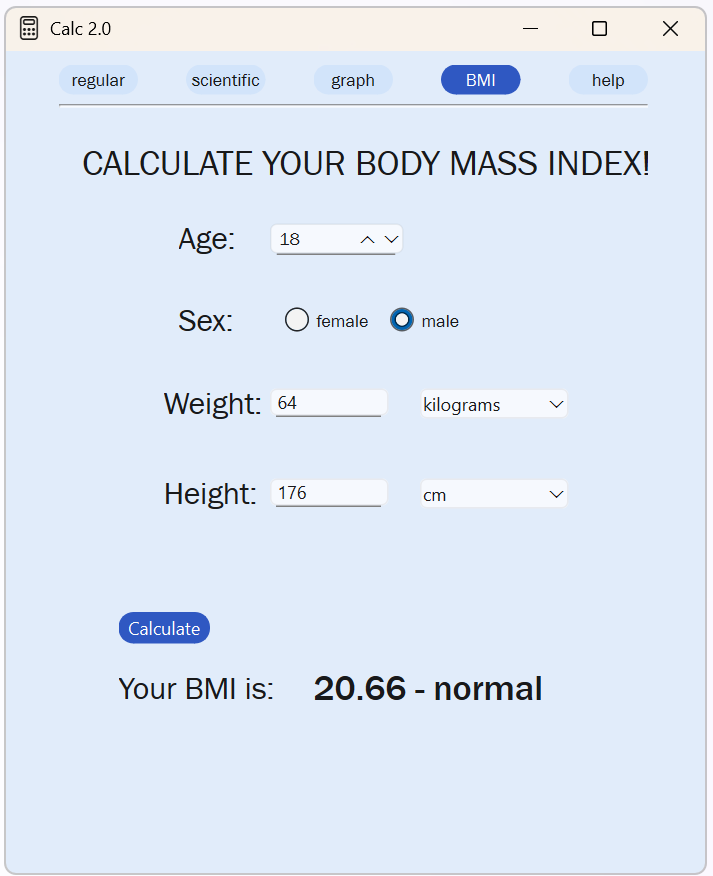 Calc 2.0
regular scientific graph BMI help
CALCULATE YOUR BODY MASS INDEX!
Age: 18
Sex: female male
Weight: 64 kilograms
Height: 176 cm
Calculate
Your BMI is: 20.66 - normal